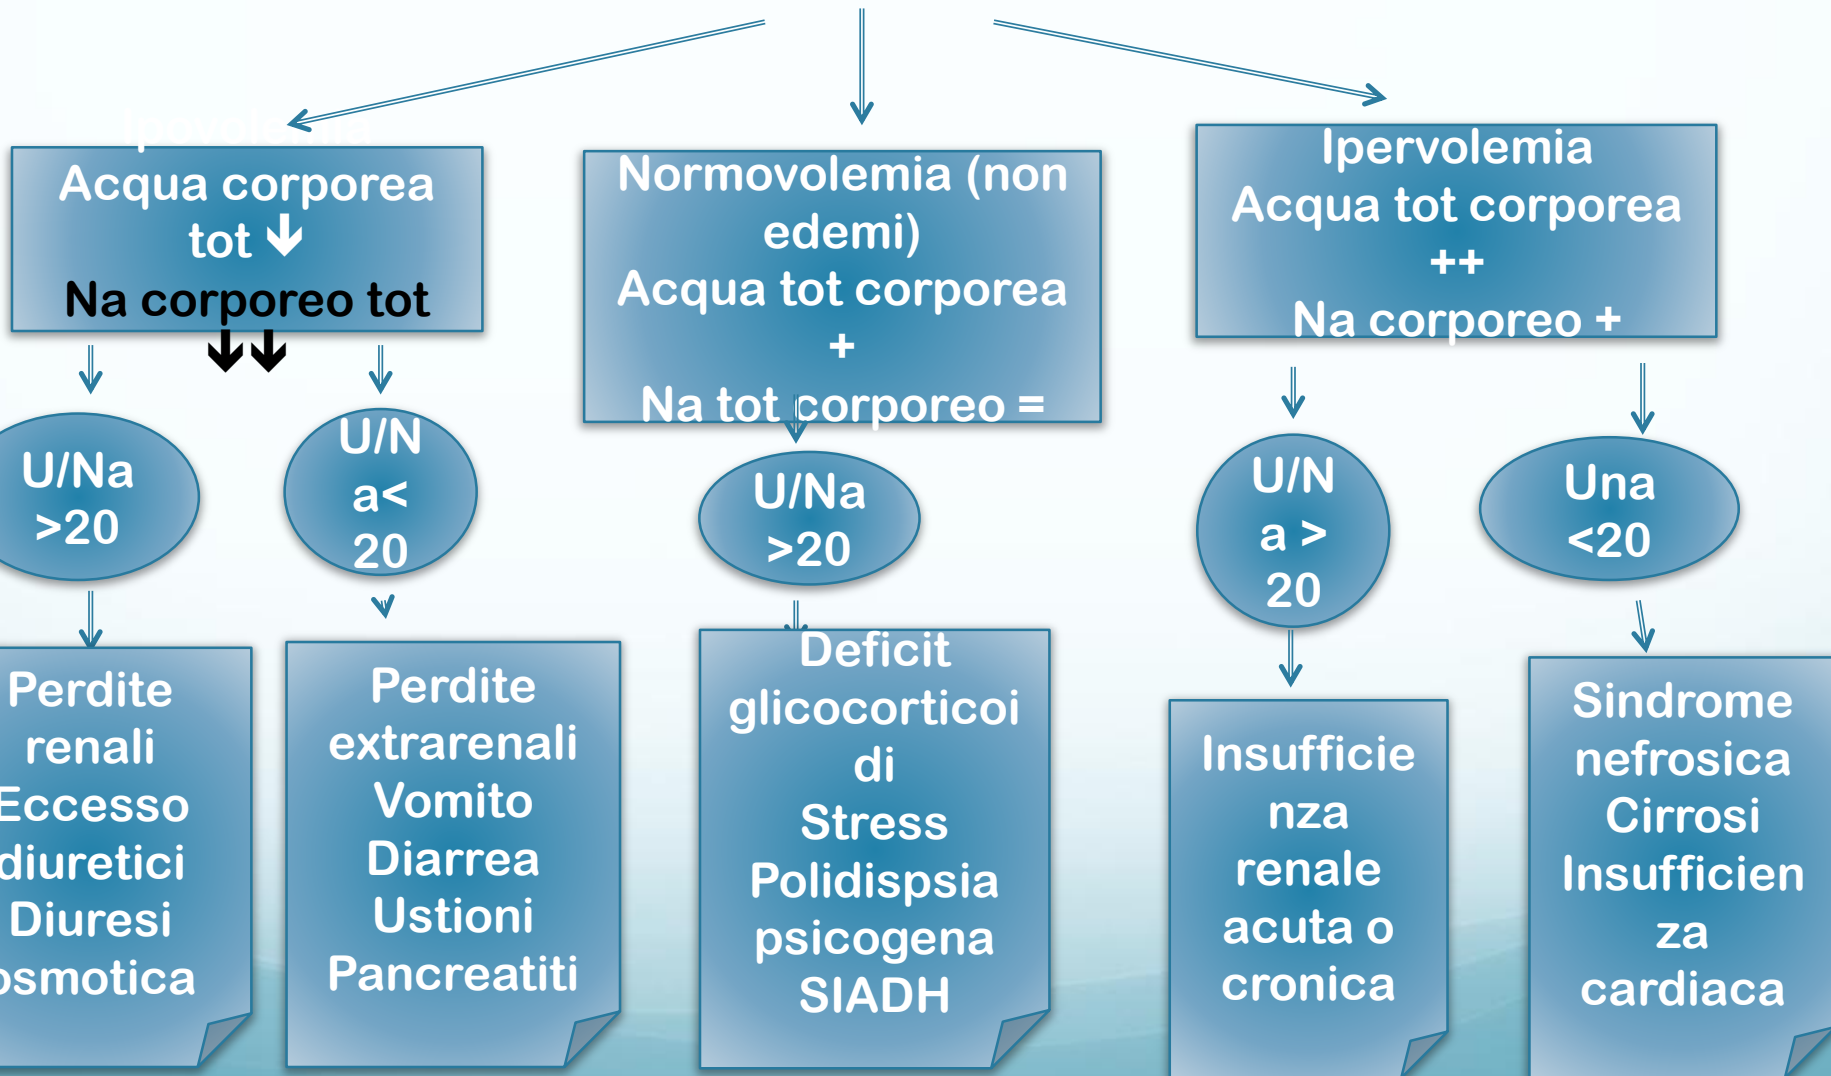 Ipovolemia
Acqua corporea
tot ↓
Na corporeo tot
↓↓
Normovolemia (non
edemi)
Acqua tot corporea
+
Na tot corporeo =
Ipervolemia
Acqua tot corporea
++
Na corporeo +
U/Na
>20
U/N
a<
20
U/Na
>20
U/N
a >
20
Una
<20
Perdite
renali
Eccesso
diuretici
Diuresi
osmotica
Perdite
extrarenali
Vomito
Diarrea
Ustioni
Pancreatiti
Deficit
glicocorticoi
di
Stress
Polidispsia
psicogena
SIADH
Insufficie
nza
renale
acuta o
cronica
Sindrome
nefrosica
Cirrosi
Insufficien
za
cardiaca